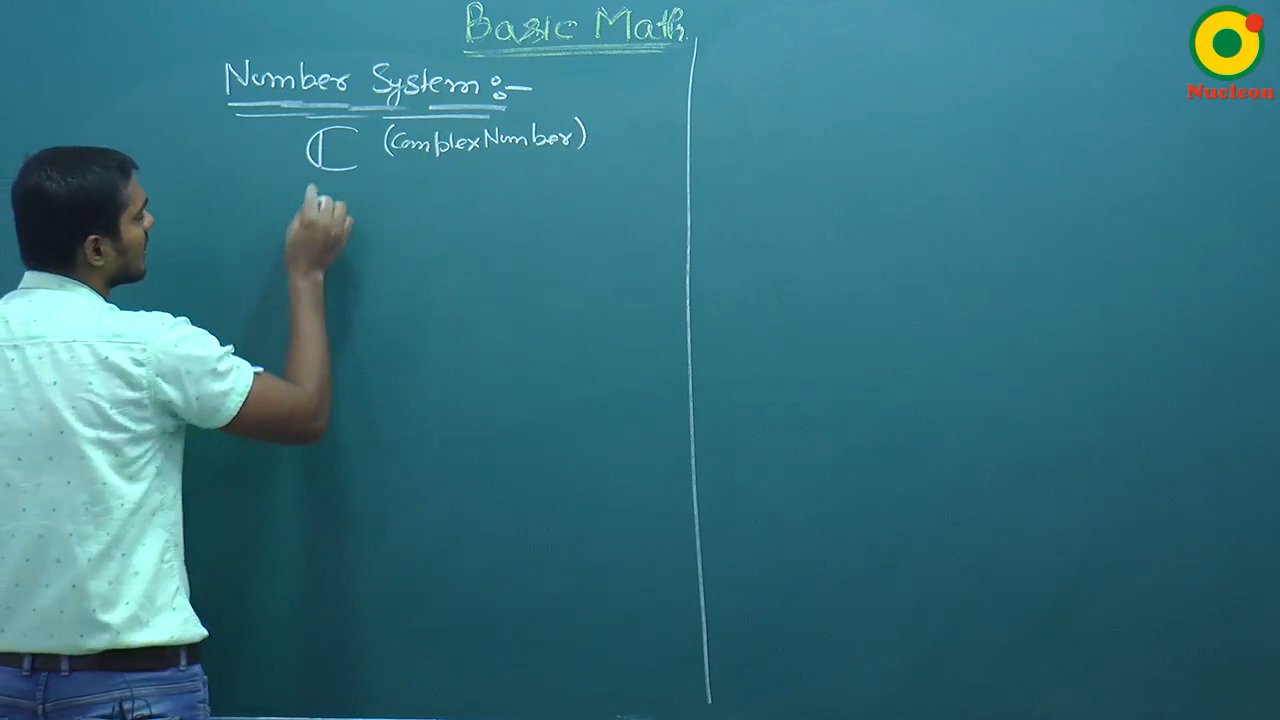 Basic Math
Number System :-
ℂ (Complex Number)
Nucleon